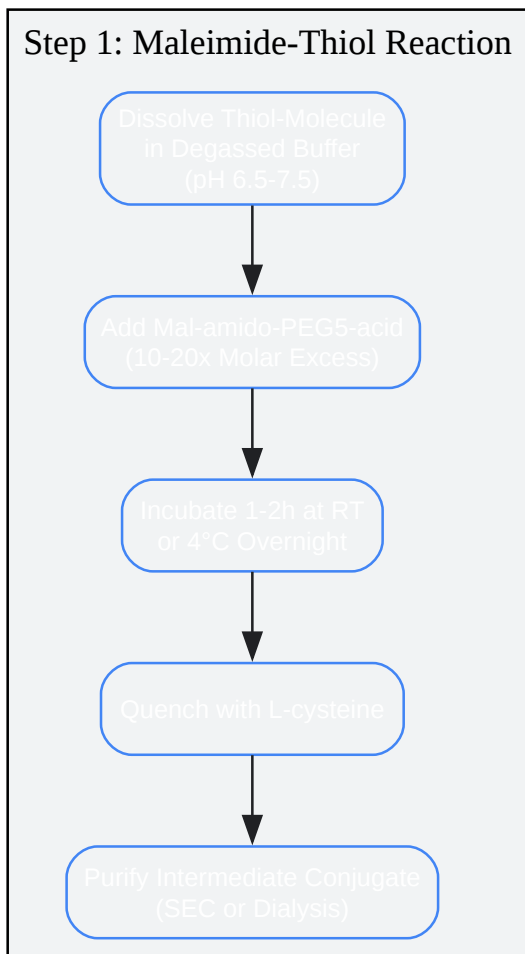 Step 1: Maleimide-Thiol Reaction
Dissolve Thiol-Molecule
in Degassed Buffer
(pH 6.5-7.5)
Add Mal-amido-PEG5-acid
(10-20x Molar Excess)
Incubate 1-2h at RT
or 4°C Overnight
Quench with L-cysteine
Purify Intermediate Conjugate
(SEC or Dialysis)